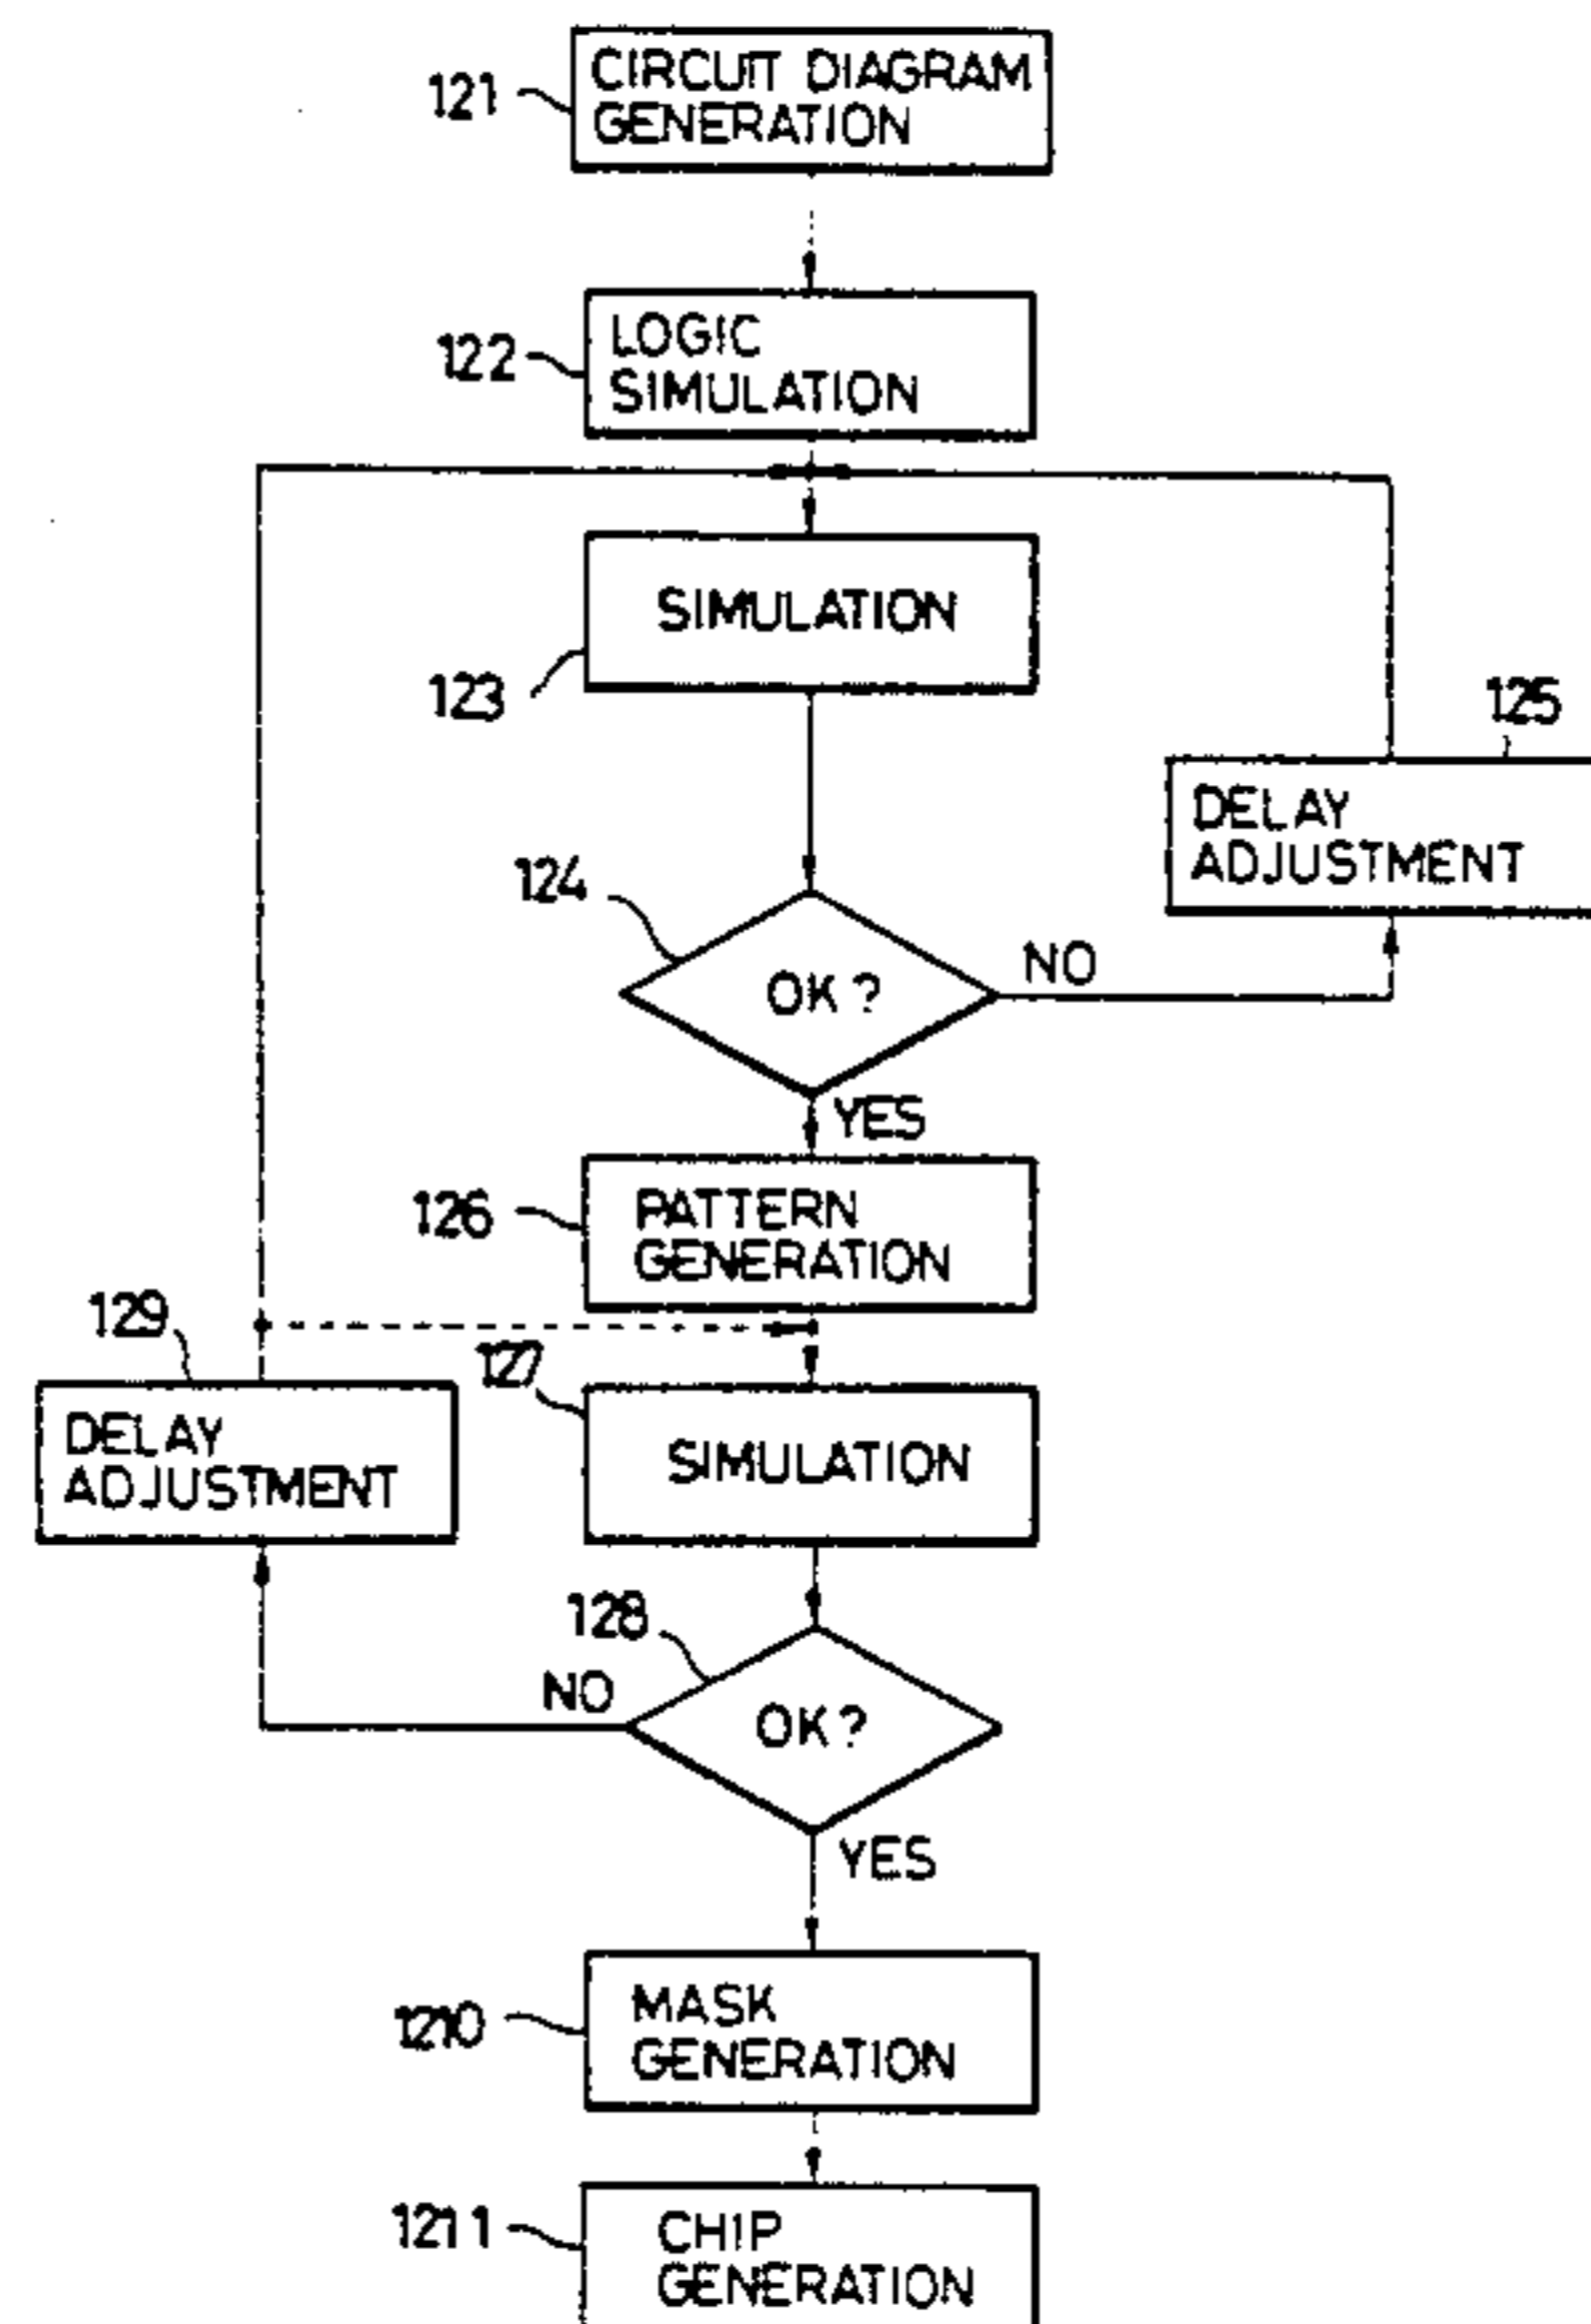 121
CIRCUIT DIAGRAM
GENERATION
122
LOGIC
SIMULATION
SIMULATION
123
125
DELAY
ADJUSTMENT
124
OK?
NO
YES
126
PATTERN
GENERATION
129
127
DELAY
ADJUSTMENT
SIMULATION
128
NO
OK?
YES
1210
MASK
GENERATION
1211
CHIP
GENERATION